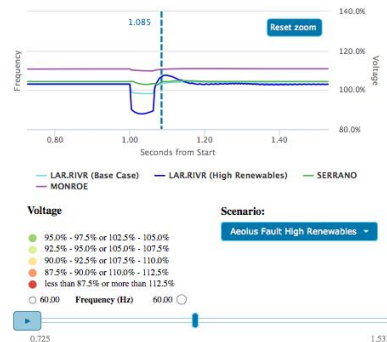 1.085
140.0%
Reset zoom
120.0%
Frequency
Voltage
100.0%
80.0%
0.80 1.00 1.20 1.40
Seconds from Start
LAR.RIVR (Base Case) LAR.RIVR (High Renewables) SERRANO
MONROE
Voltage
Scenario:
Aeolus Fault High Renewables
95.0% - 97.5% or 102.5% - 105.0%
92.5% - 95.0% or 105.0% - 107.5%
90.0% - 92.5% or 107.5% - 110.0%
87.5% - 90.0% or 110.0% - 112.5%
less than 87.5% or more than 112.5%
60.00 Frequency (Hz) 60.00
0.725